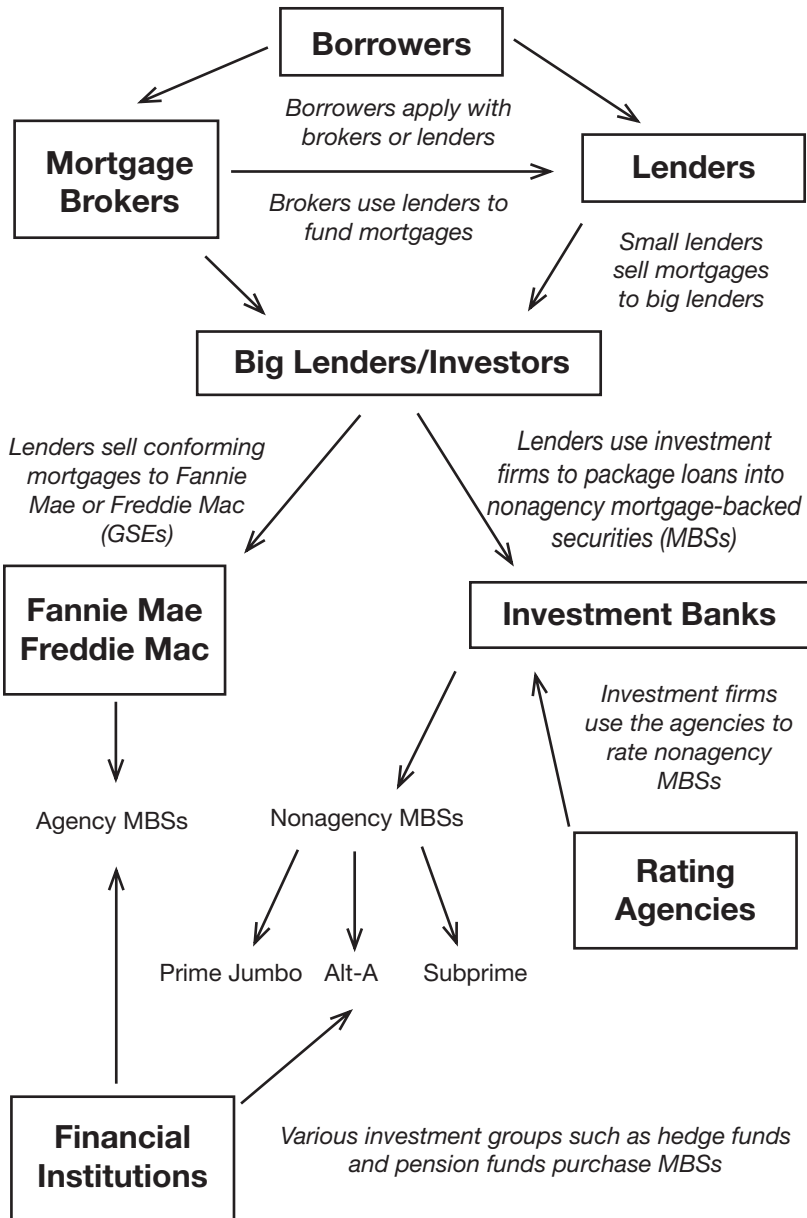 Borrowers
Borrowers apply with
brokers or lenders
Mortgage
Brokers
Lenders
Brokers use lenders to
fund mortgages
Small lenders
sell mortgages
to big lenders
Big Lenders/Investors
Lenders sell conforming
mortgages to Fannie
Mae or Freddie Mac
(GSEs)
Lenders use investment
firms to package loans into
nonagency mortgage-backed
securities (MBSs)
Fannie Mae
Freddie Mac
Investment Banks
Investment firms
use the agencies to
rate nonagency
MBSs
Agency MBSs
Nonagency MBSs
Rating
Agencies
Prime Jumbo
Alt-A
Subprime
Financial
Institutions
Various investment groups such as hedge funds
and pension funds purchase MBSs